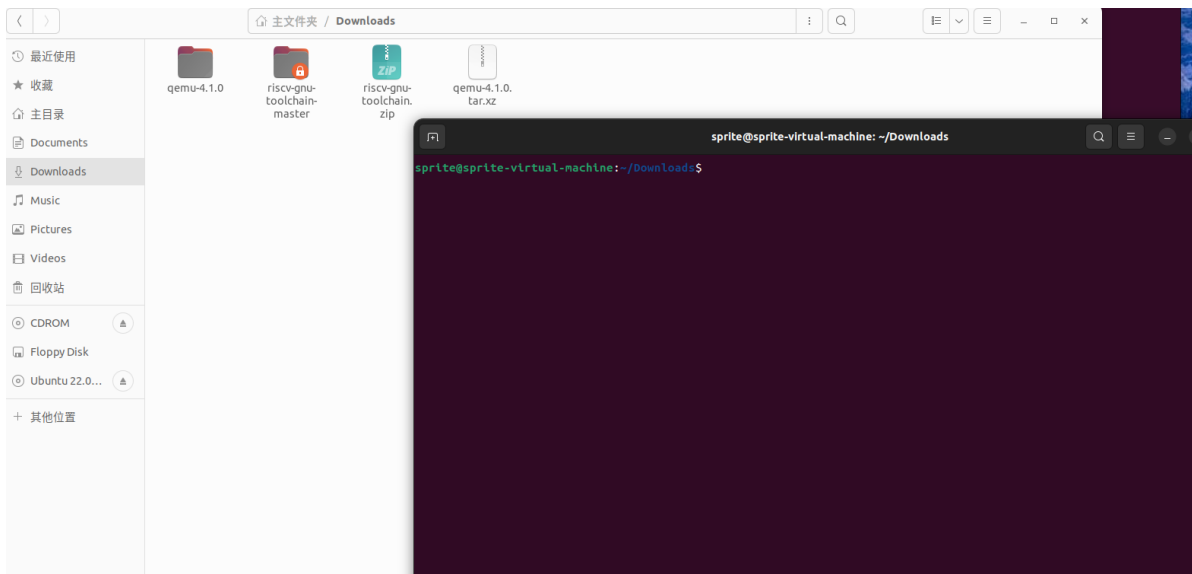 主文件夹 / Downloads
最近使用
收藏
主目录
Documents
Downloads
Music
Pictures
Videos
回收站
CDROM
Floppy Disk
Ubuntu 22.0…
其他位置
qemu-4.1.0
riscv-gnu-
toolchain-
master
ZIP
riscv-gnu-
toolchain.
zip
qemu-4.1.0.
tar.xz
sprite@sprite-virtual-machine: ~/Downloads
sprite@sprite-virtual-machine:~/Downloads$